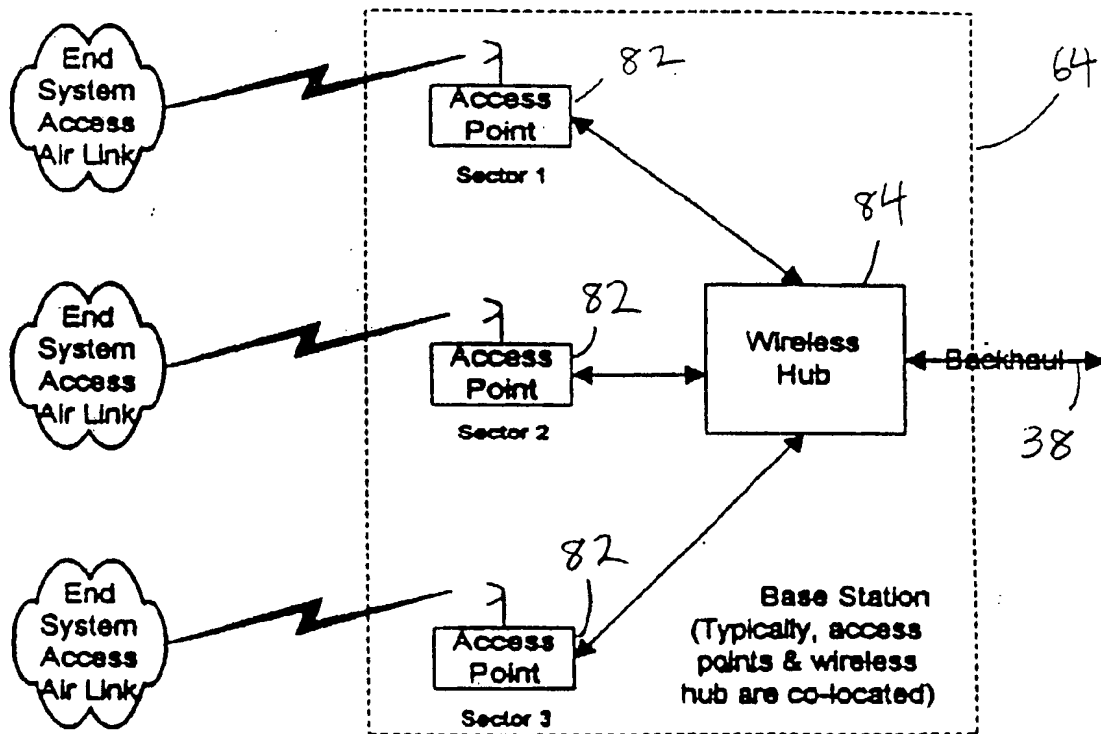 End
System
Access
Air Link
82
Access
Point
Sector 1
64
84
End
System
Access
Air Link
82
Access
Point
Sector 2
Wireless
Hub
Backhaul
38
End
System
Access
Air Link
82
Access
Point
Sector 3
Base Station
(Typically, access
points & wireless
hub are co-located)